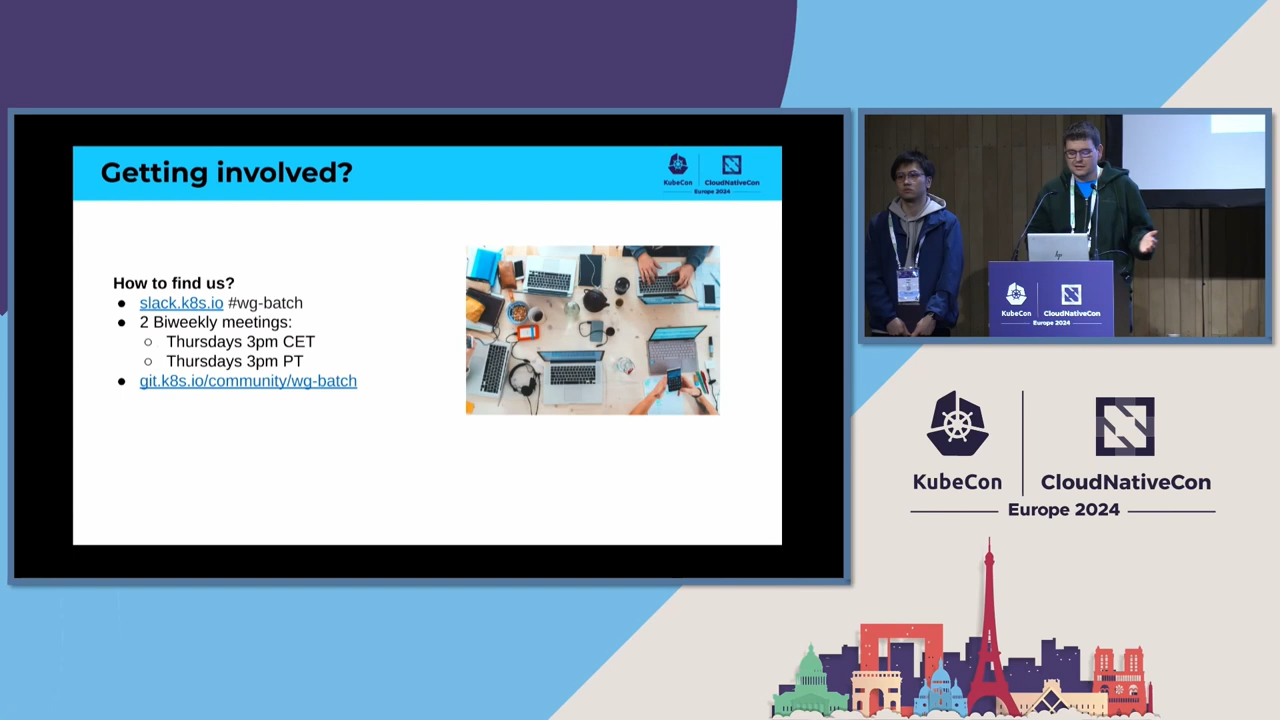 Getting involved?
KubeCon
CloudNativeCon
Europe 2024
How to find us?
● slack.k8s.io #wg-batch
● 2 Biweekly meetings:
○ Thursdays 3pm CET
○ Thursdays 3pm PT
● git.k8s.io/community/wg-batch
hp
KubeCon
CloudNativeCon
Europe 2024
KubeCon
CloudNativeCon
Europe 2024